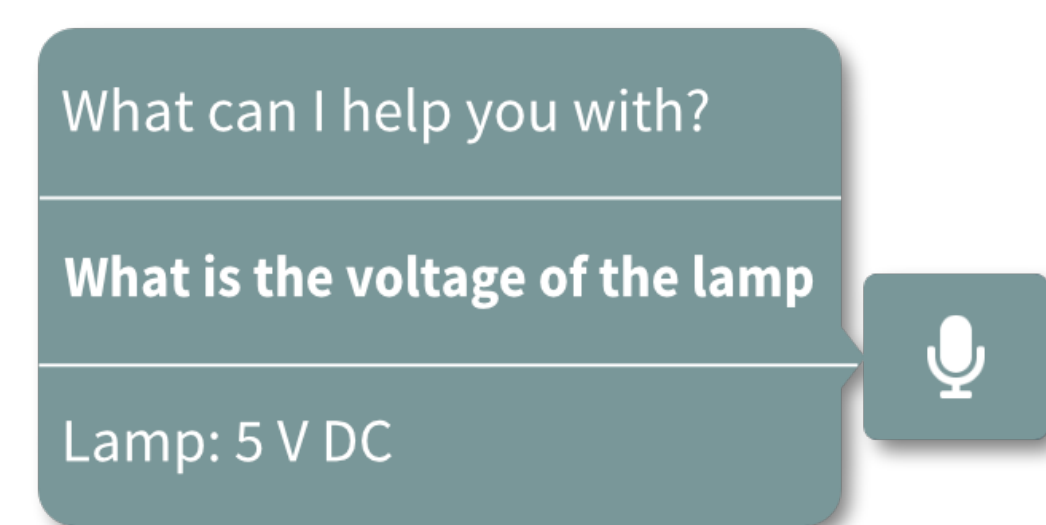 What can I help you with?
What is the voltage of the lamp
Lamp: 5 V DC